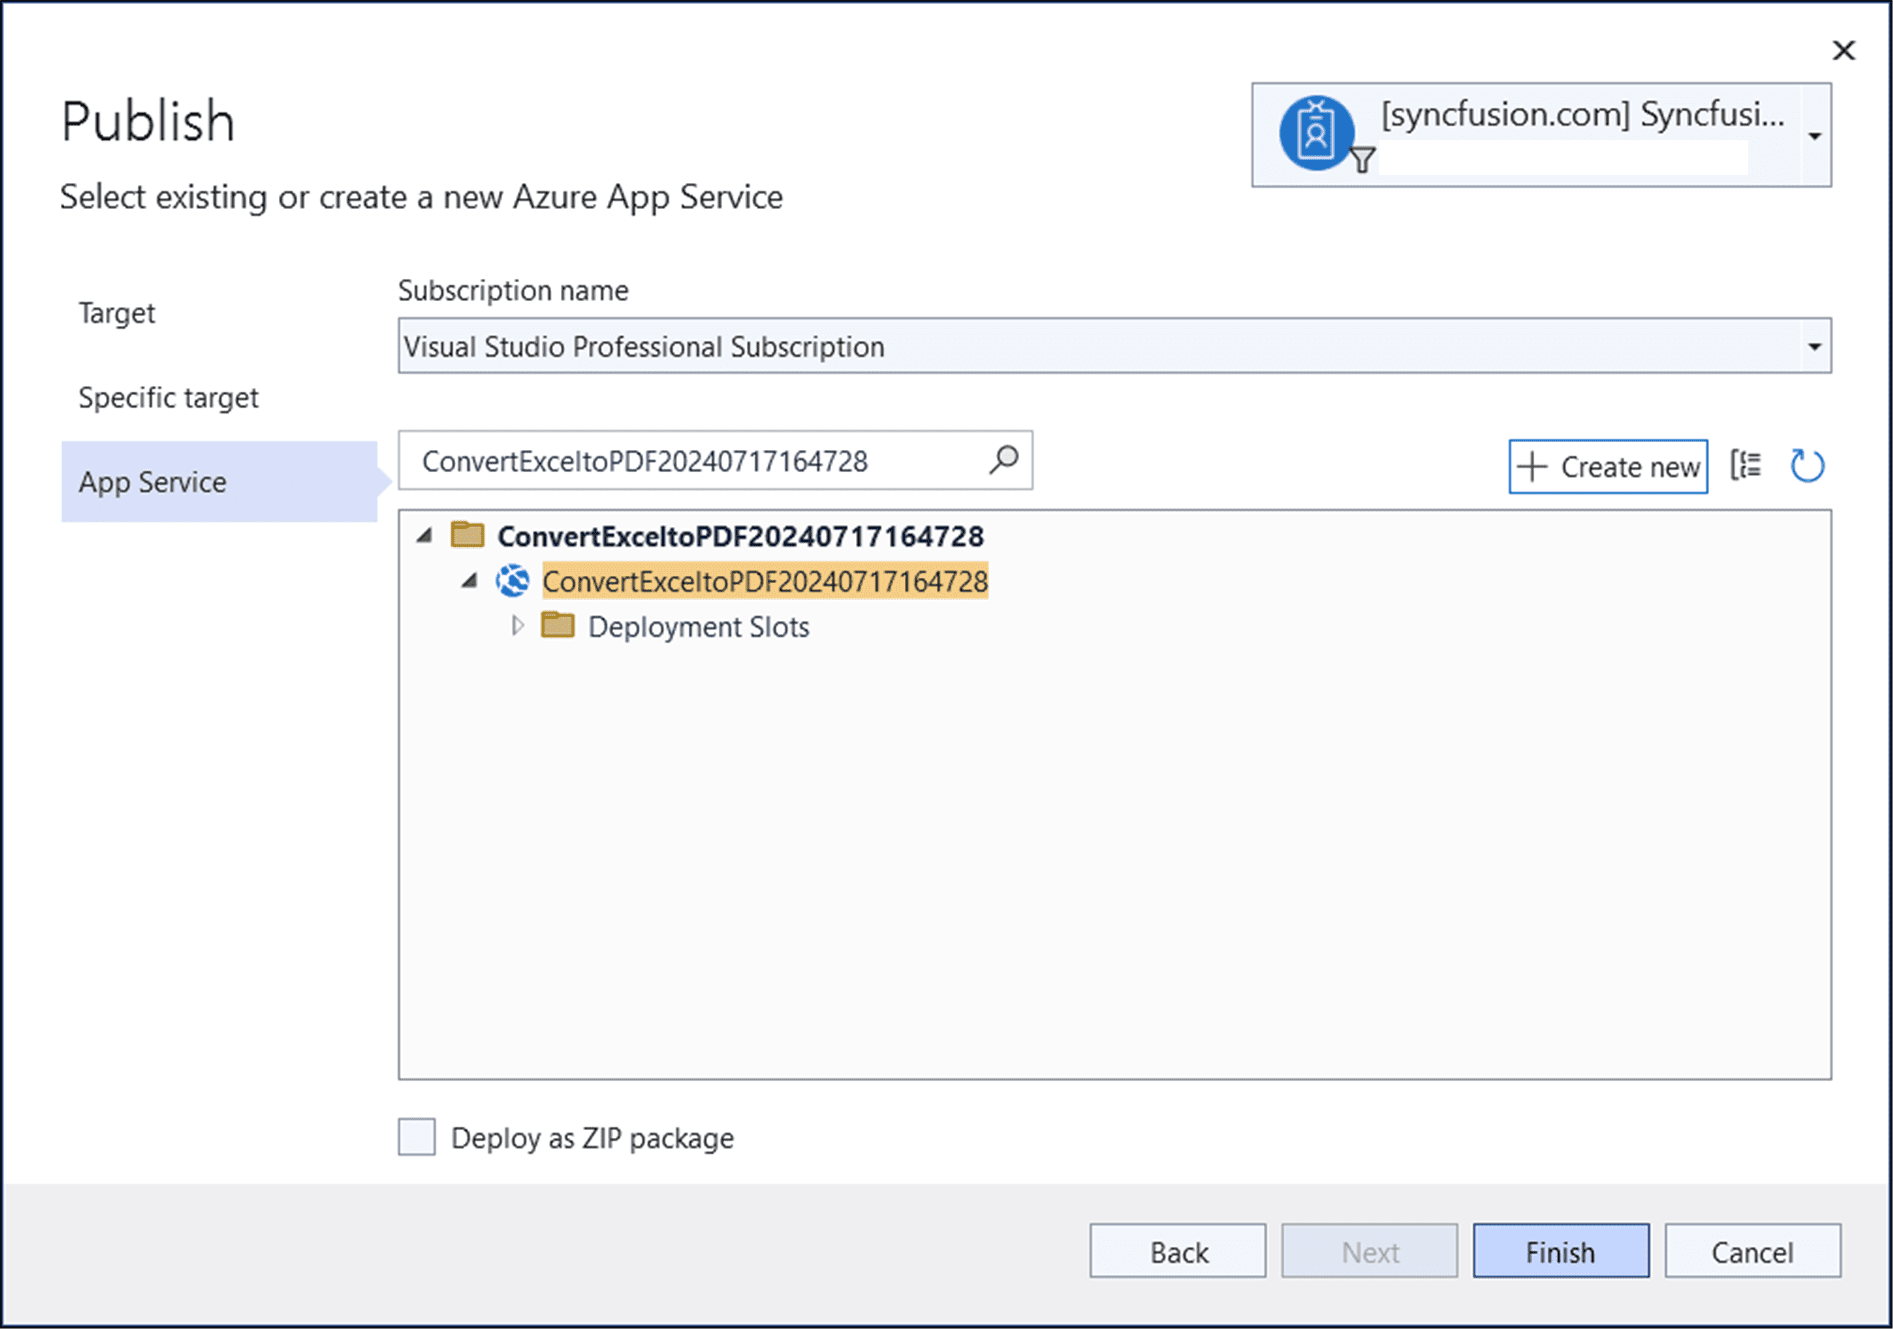 Publish
Select existing or create a new Azure App Service
[syncfusion.com] Syncfusi...
Target
Specific target
App Service
Subscription name
Visual Studio Professional Subscription
ConvertExceltoPDF20240717164728
Create new
ConvertExceltoPDF20240717164728
ConvertExceltoPDF20240717164728
Deployment Slots
Deploy as ZIP package
Back
Next
Finish
Cancel